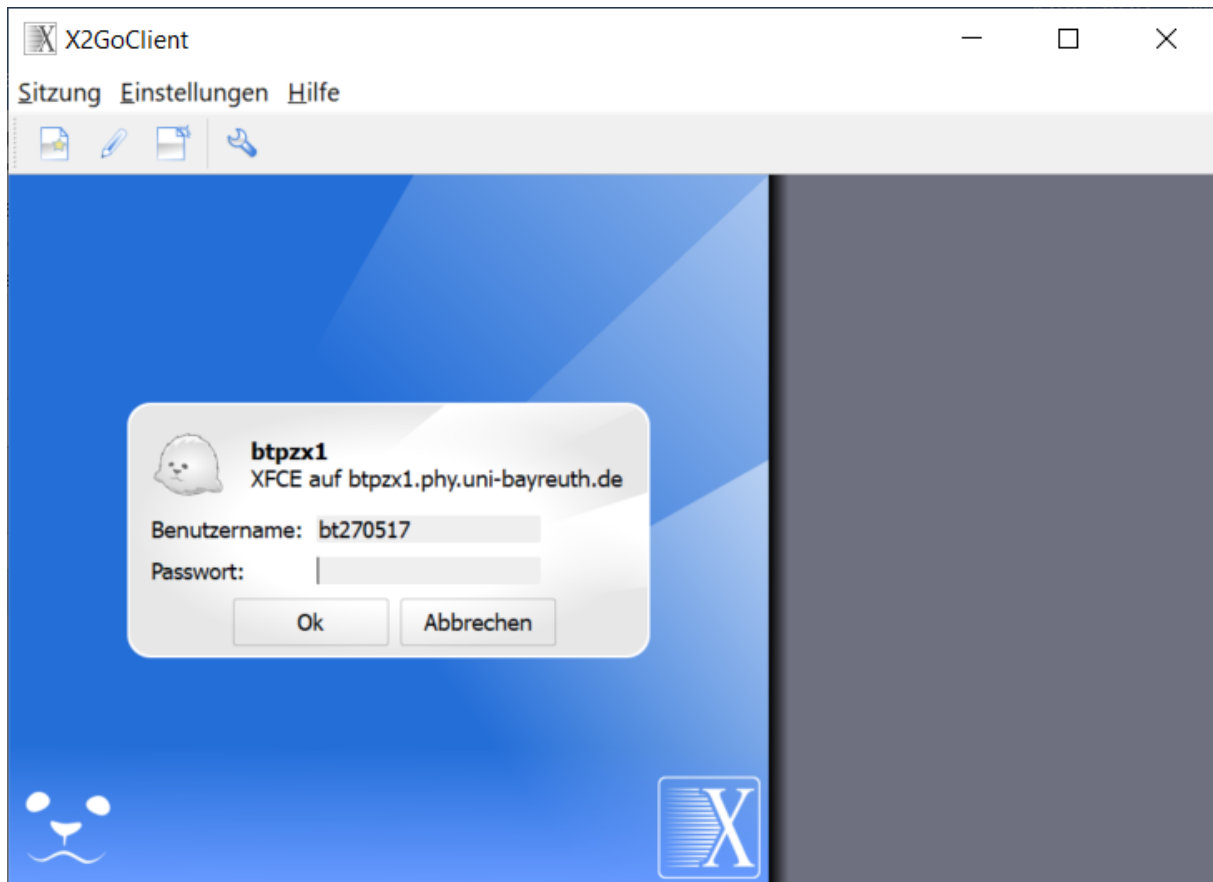 X2GoClient
Sitzung Einstellungen Hilfe
btpzx1
XFCE auf btpzx1.phy.uni-bayreuth.de
Benutzername: bt270517
Passwort:
Ok Abbrechen
X